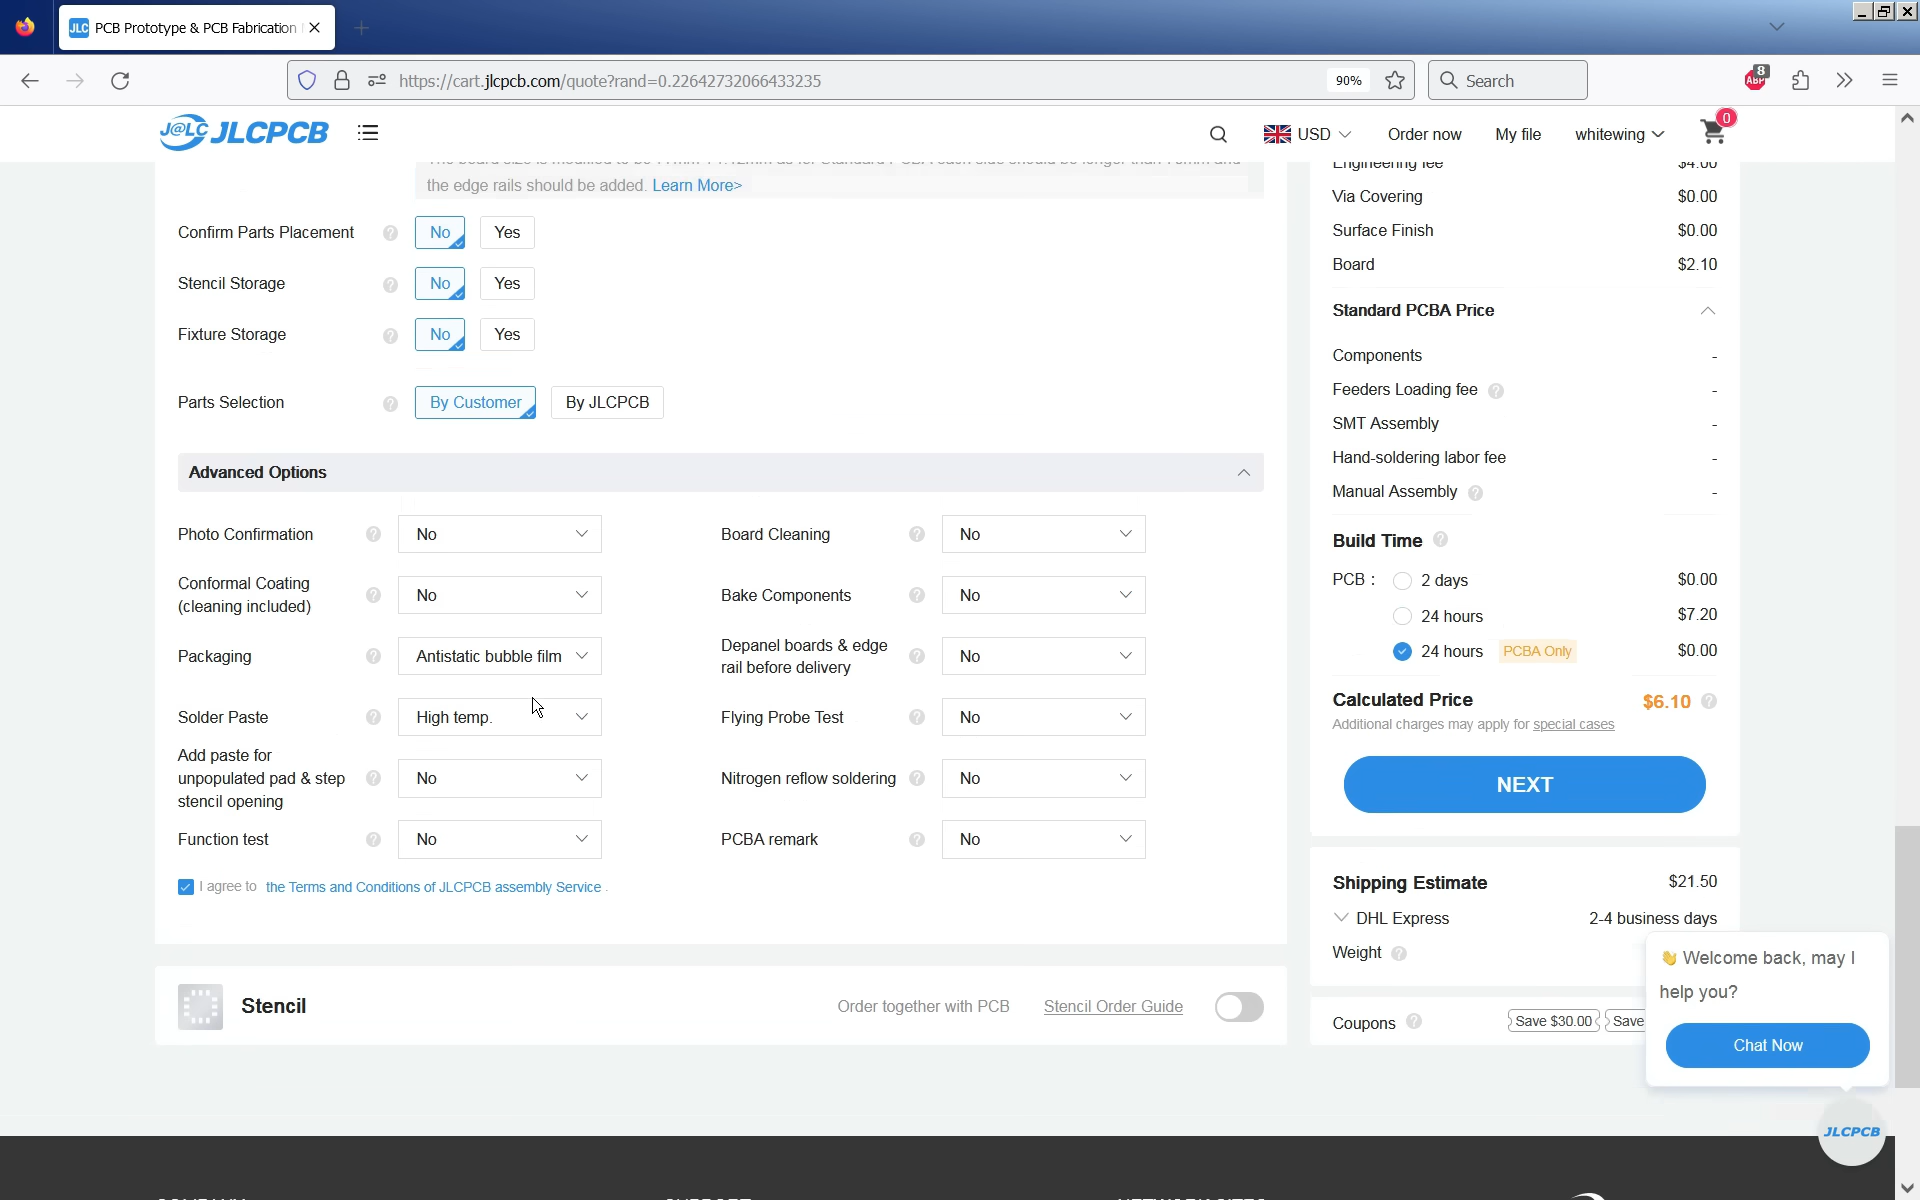 JLC PCB Prototype & PCB Fabrication
https://cart.jlcpcb.com/quote?rand=0.22642732066433235
90%
Search
ABP
8
J@LC JLCPCB
USD
Order now
My file
whitewing
0
the edge rails should be added. Learn More>
Confirm Parts Placement
No
Yes
Stencil Storage
No
Yes
Fixture Storage
No
Yes
Parts Selection
By Customer
By JLCPCB
Advanced Options
Photo Confirmation
No
Board Cleaning
No
Conformal Coating
(cleaning included)
No
Bake Components
No
Packaging
Antistatic bubble film
Depanel boards & edge
rail before delivery
No
Solder Paste
High temp.
Flying Probe Test
No
Add paste for
unpopulated pad & step
stencil opening
No
Nitrogen reflow soldering
No
Function test
No
PCBA remark
No
I agree to the Terms and Conditions of JLCPCB assembly Service .
Stencil
Order together with PCB
Stencil Order Guide
Engineering fee $4.00
Via Covering $0.00
Surface Finish $0.00
Board $2.10
Standard PCBA Price
Components -
Feeders Loading fee -
SMT Assembly -
Hand-soldering labor fee -
Manual Assembly -
Build Time
PCB : 2 days $0.00
24 hours $7.20
24 hours PCBA Only $0.00
Calculated Price $6.10
Additional charges may apply for special cases
NEXT
Shipping Estimate $21.50
DHL Express 2-4 business days
Weight
Coupons
Save $30.00
Save
👋 Welcome back, may I
help you?
Chat Now
JLCPCB